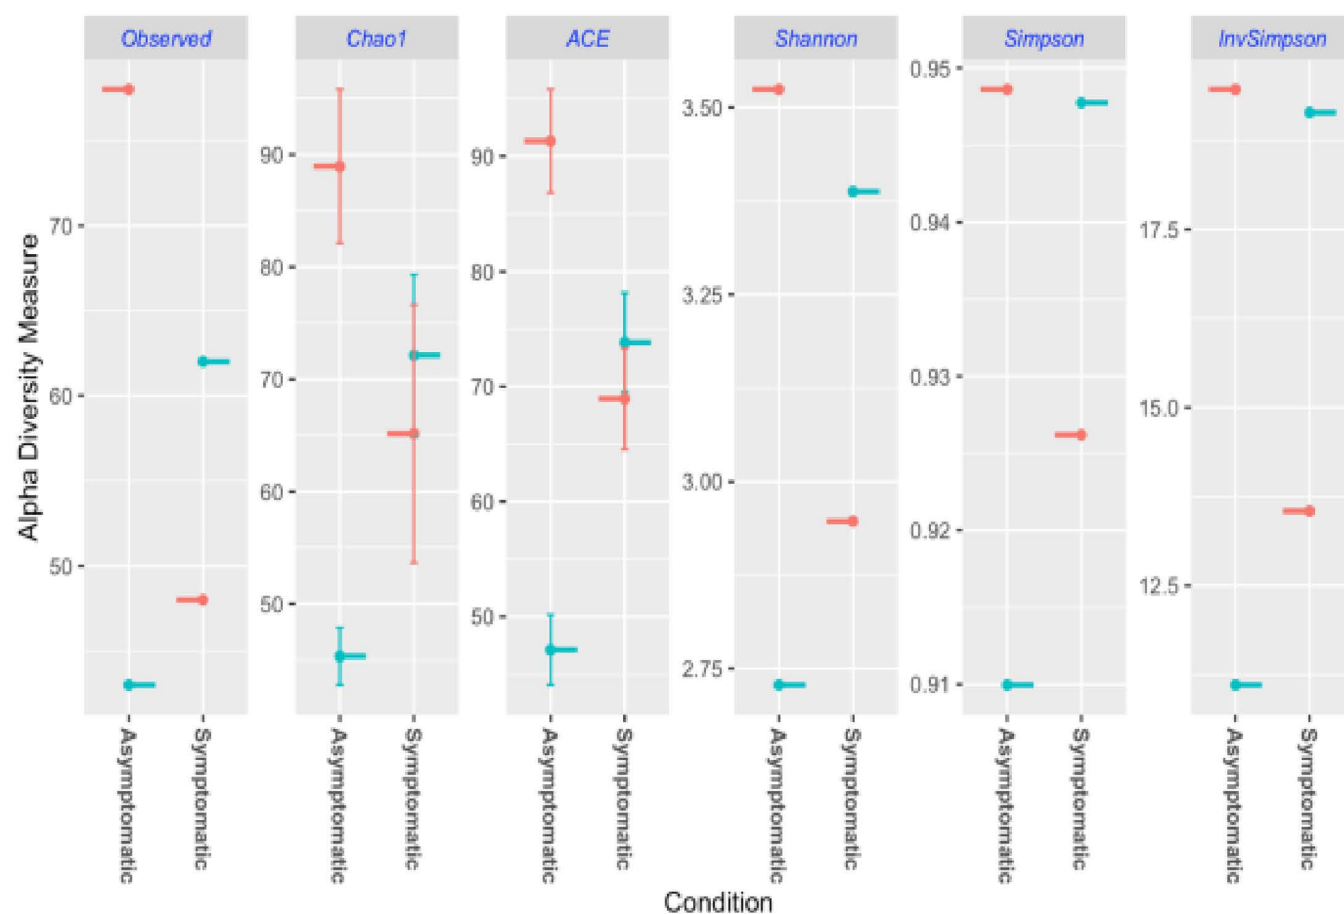 Observed Chao1 ACE Shannon Simpson InvSimpson
Alpha Diversity Measure
70
60
50
90
80
70
60
50
90
80
70
60
50
3.50
3.25
3.00
2.75
0.95
0.94
0.93
0.92
0.91
17.5
15.0
12.5
Asymptomatic
Symptomatic
Asymptomatic
Symptomatic
Asymptomatic
Symptomatic
Asymptomatic
Symptomatic
Asymptomatic
Symptomatic
Asymptomatic
Symptomatic
Condition